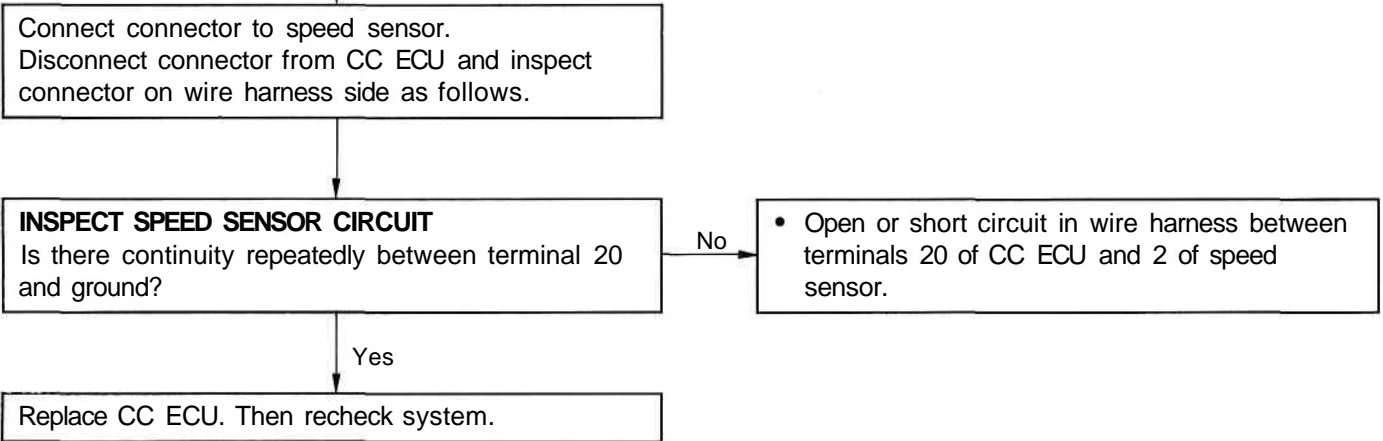 Connect connector to speed sensor.
Disconnect connector from CC ECU and inspect
connector on wire harness side as follows.
INSPECT SPEED SENSOR CIRCUIT
Is there continuity repeatedly between terminal 20
and ground?
No
• Open or short circuit in wire harness between
terminals 20 of CC ECU and 2 of speed
sensor.
Yes
Replace CC ECU. Then recheck system.